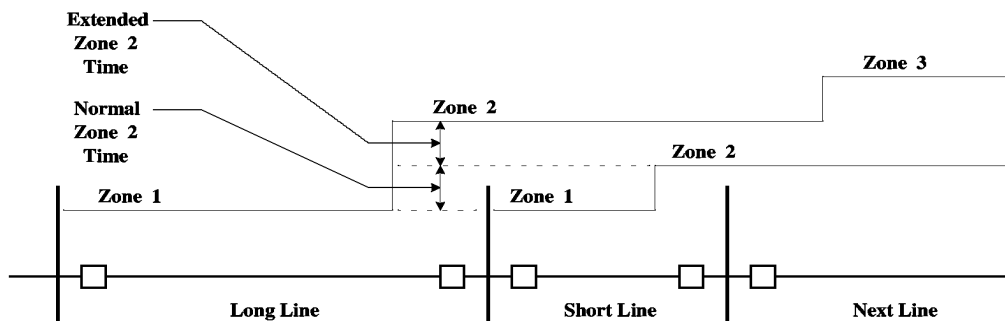 Extended
Zone 2
Time
Zone 3
Normal
Zone 2
Time
Zone 2
Zone 2
Zone 1
Zone 1
Long Line
Short Line
Next Line